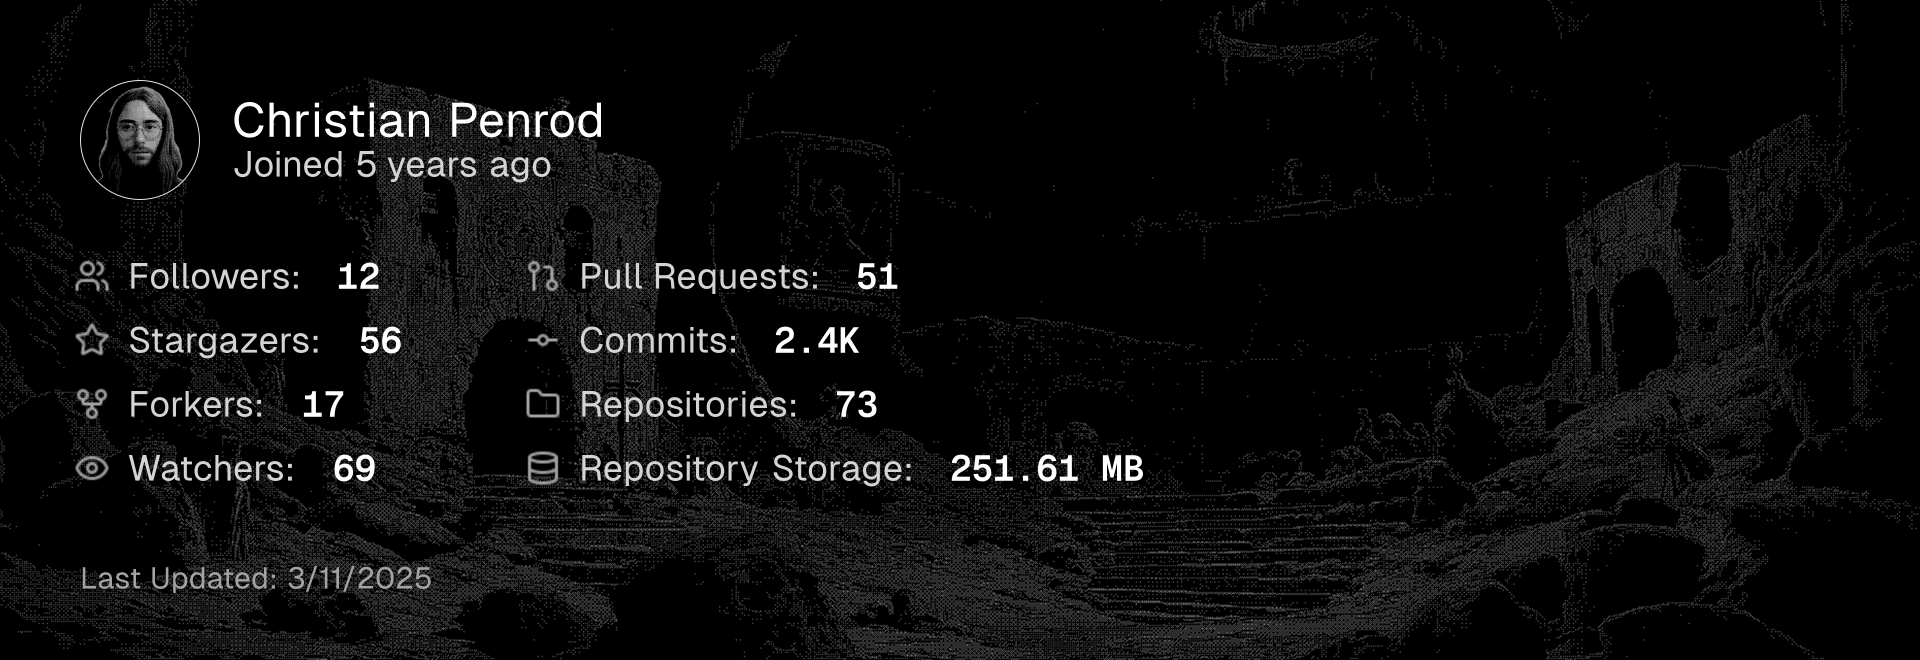 Christian Penrod
Joined 5 years ago
Followers: 12
Stargazers: 56
Forkers: 17
Watchers: 69
Pull Requests: 51
Commits: 2.4K
Repositories: 73
Repository Storage: 251.61 MB
Last Updated: 3/11/2025